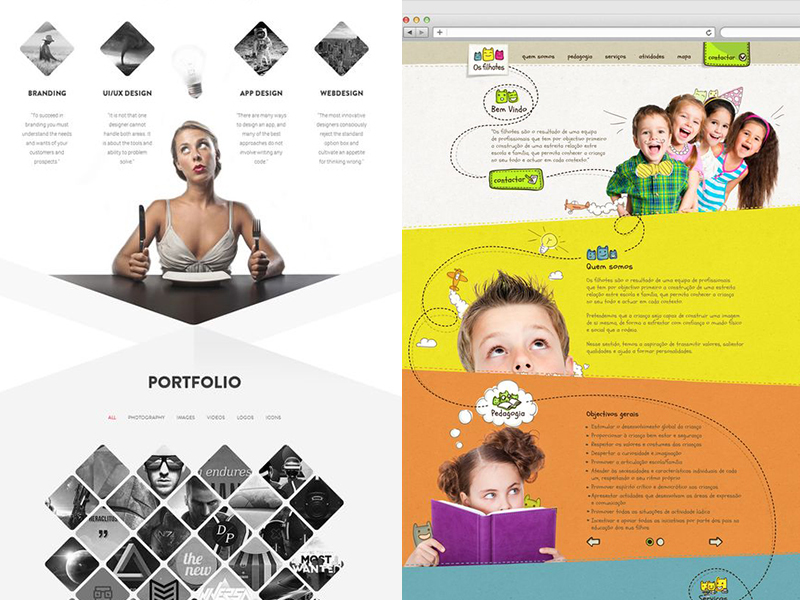 BRANDING
"To succeed in
branding you must
understand the needs
and wants of your
customers and
prospects."
UI/UX DESIGN
"It is not that one
designer cannot
handle both areas. It
is about the tools and
ability to problem
solve."
APP DESIGN
"There are many ways
to design an app, and
many of the best
approaches do not
involve writing any
code"
WEBDESIGN
"The most innovative
designers consciously
reject the standard
option box and
cultivate an appetite
for thinking wrong."
PORTFOLIO
ALL PHOTOGRAPHY IMAGES VIDEOS LOGOS ICONS
endures
HERACLITUS
DP
the
new
MOST
WANTED
Os filhotes
quem somos pedagogia serviços atividades mapa contactar
Bem Vindo
"Os filhotes são o resultado de uma equipa
de profissionais que tem por objectivo primeiro
a construção de uma estreita relação entre
escola e família, que permita conhecer a criança
ao seu todo e actuar em cada contexto."
contactar
Quem somos
Os filhotes são o resultado de uma equipa de profissionais
que tem por objectivo primeiro a construção de uma estreita
relação entre escola e família, que permita conhecer a criança
ao seu todo e actuar em cada contexto.
Pretendemos que a criança seja capaz de construir uma imagem
de si mesma, de forma a enfrentar com confiança o mundo físico
e social que a rodeia.
Nesse sentido, temos a aspiração de transmitir valores, suscitar
qualidades e ajuda a formar personalidades.
Pedagogia
Objectivos gerais
Estimular o desenvolvimento global da criança
Proporcionar à criança bem estar e segurança
Respeitar os valores e costumes das crianças
Despertar a curiosidade e imaginação
Promover a articulação escola/família
Atender às necessidades e características individuais de cada
um, respeitando o seu ritmo próprio
Promover espírito crítico e democrático nas crianças
Apresentar actividades que desenvolvam as áreas de expressão
e comunicação
Promover todas as situações de actividade lúdica
Incentivar e apoiar todas as iniciativas por parte dos pais na
educação dos seus filhos
Serviços